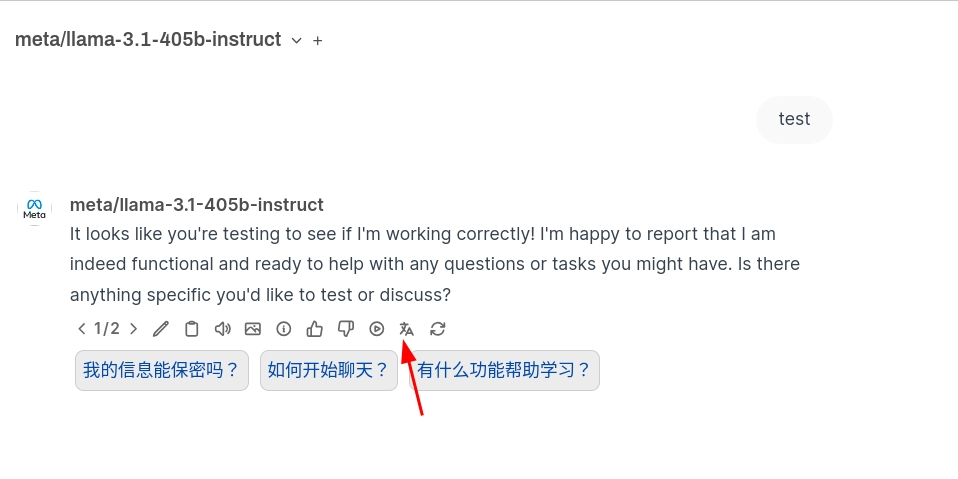 meta/llama-3.1-405b-instruct
test
Meta
meta/llama-3.1-405b-instruct
It looks like you're testing to see if I'm working correctly! I'm happy to report that I am
indeed functional and ready to help with any questions or tasks you might have. Is there
anything specific you'd like to test or discuss?
1/2
我的信息能保密吗？ 如何开始聊天？ 有什么功能帮助学习？